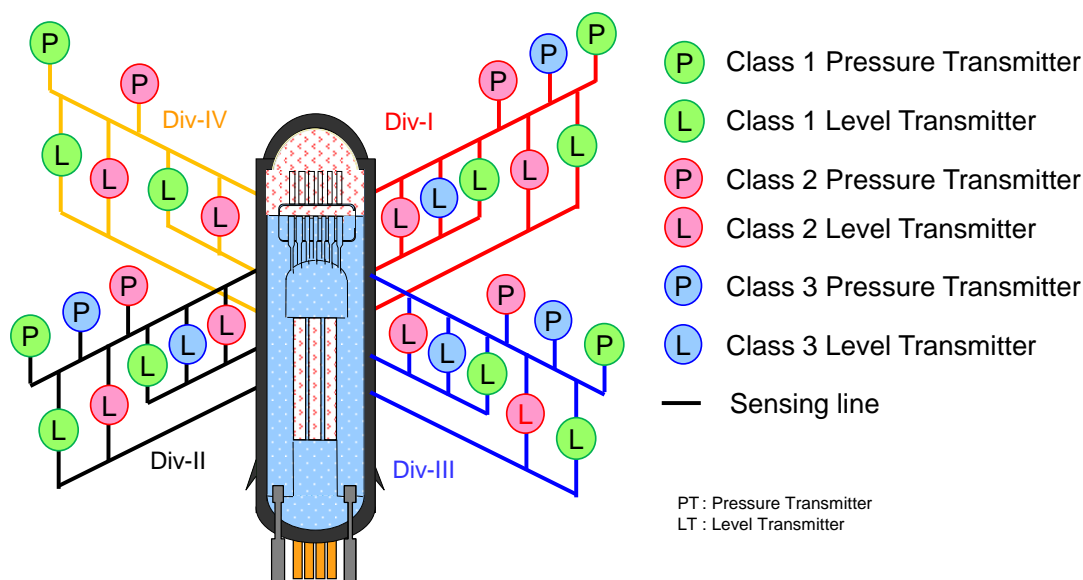 P
P
Div-IV
L
L
L
L
P
P
P
Div-I
L
L
L
L
L
P
P
P
Div-II
L
L
L
L
L
P
P
P
Div-III
L
L
L
L
L
P Class 1 Pressure Transmitter
L Class 1 Level Transmitter
P Class 2 Pressure Transmitter
L Class 2 Level Transmitter
P Class 3 Pressure Transmitter
L Class 3 Level Transmitter
Sensing line
PT : Pressure Transmitter
LT : Level Transmitter